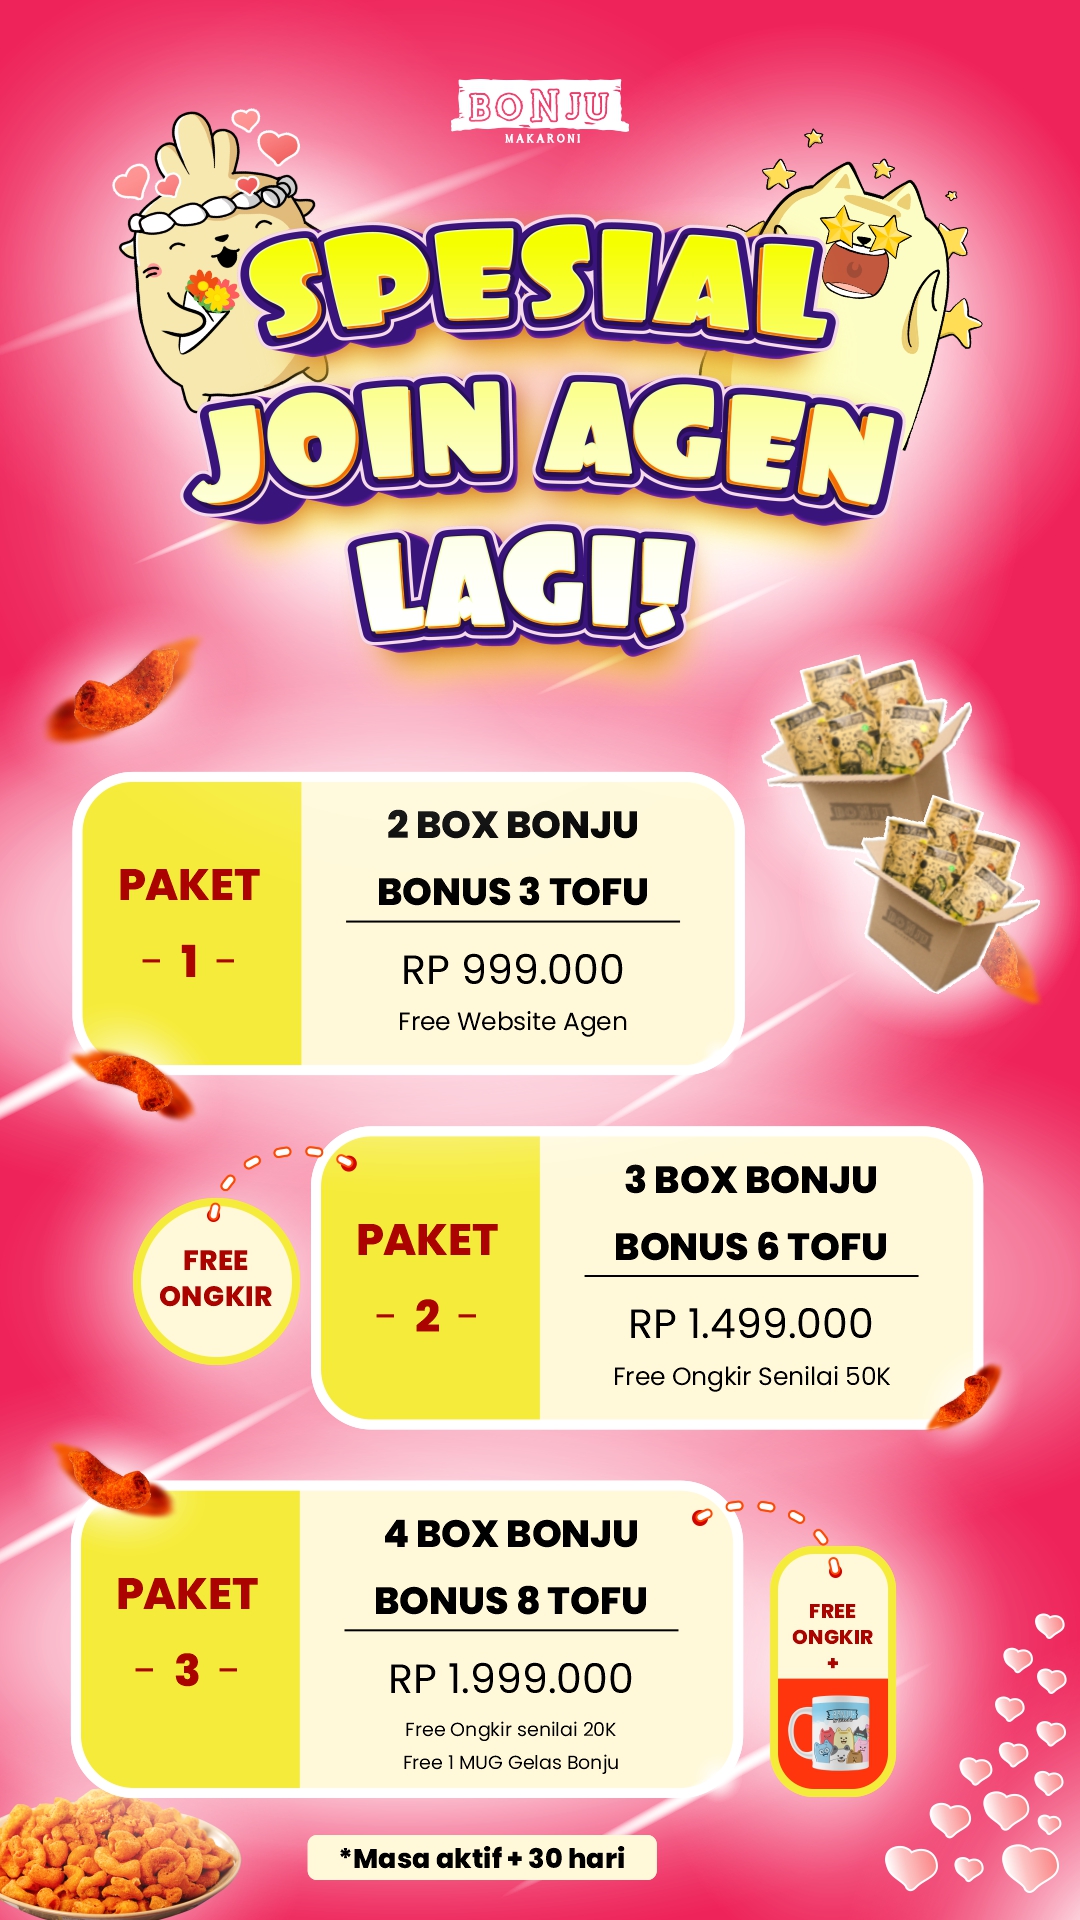 BONJU
MAKARONI
SPESIAL
JOIN AGEN
LAGI!
PAKET
- 1 -
2 BOX BONJU
BONUS 3 TOFU
RP 999.000
Free Website Agen
FREE
ONGKIR
PAKET
- 2 -
3 BOX BONJU
BONUS 6 TOFU
RP 1.499.000
Free Ongkir Senilai 50K
PAKET
- 3 -
4 BOX BONJU
BONUS 8 TOFU
RP 1.999.000
Free Ongkir senilai 20K
Free 1 MUG Gelas Bonju
FREE
ONGKIR
+
*Masa aktif + 30 hari